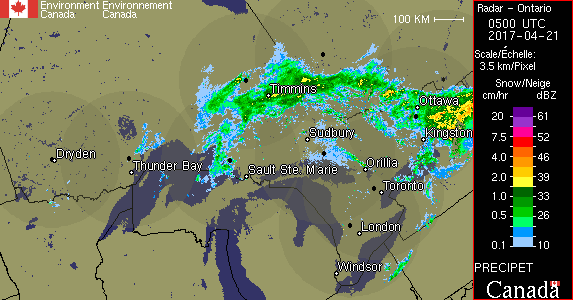 Environment Environnement
Canada Canada
100 KM
Radar - Ontario
0500 UTC
2017-04-21
Scale/Échelle:
3.5 km/Pixel
Snow/Neige
cm/hr dBZ
20 61
7.5 52
4.0 46
2.0 39
1.0 33
0.5 26
0.1 10
PRECIPET
Canada
Timmins
Ottawa
Sudbury
Kingston
Dryden
Thunder Bay
Sault Ste. Marie
Orillia
Toronto
London
Windsor